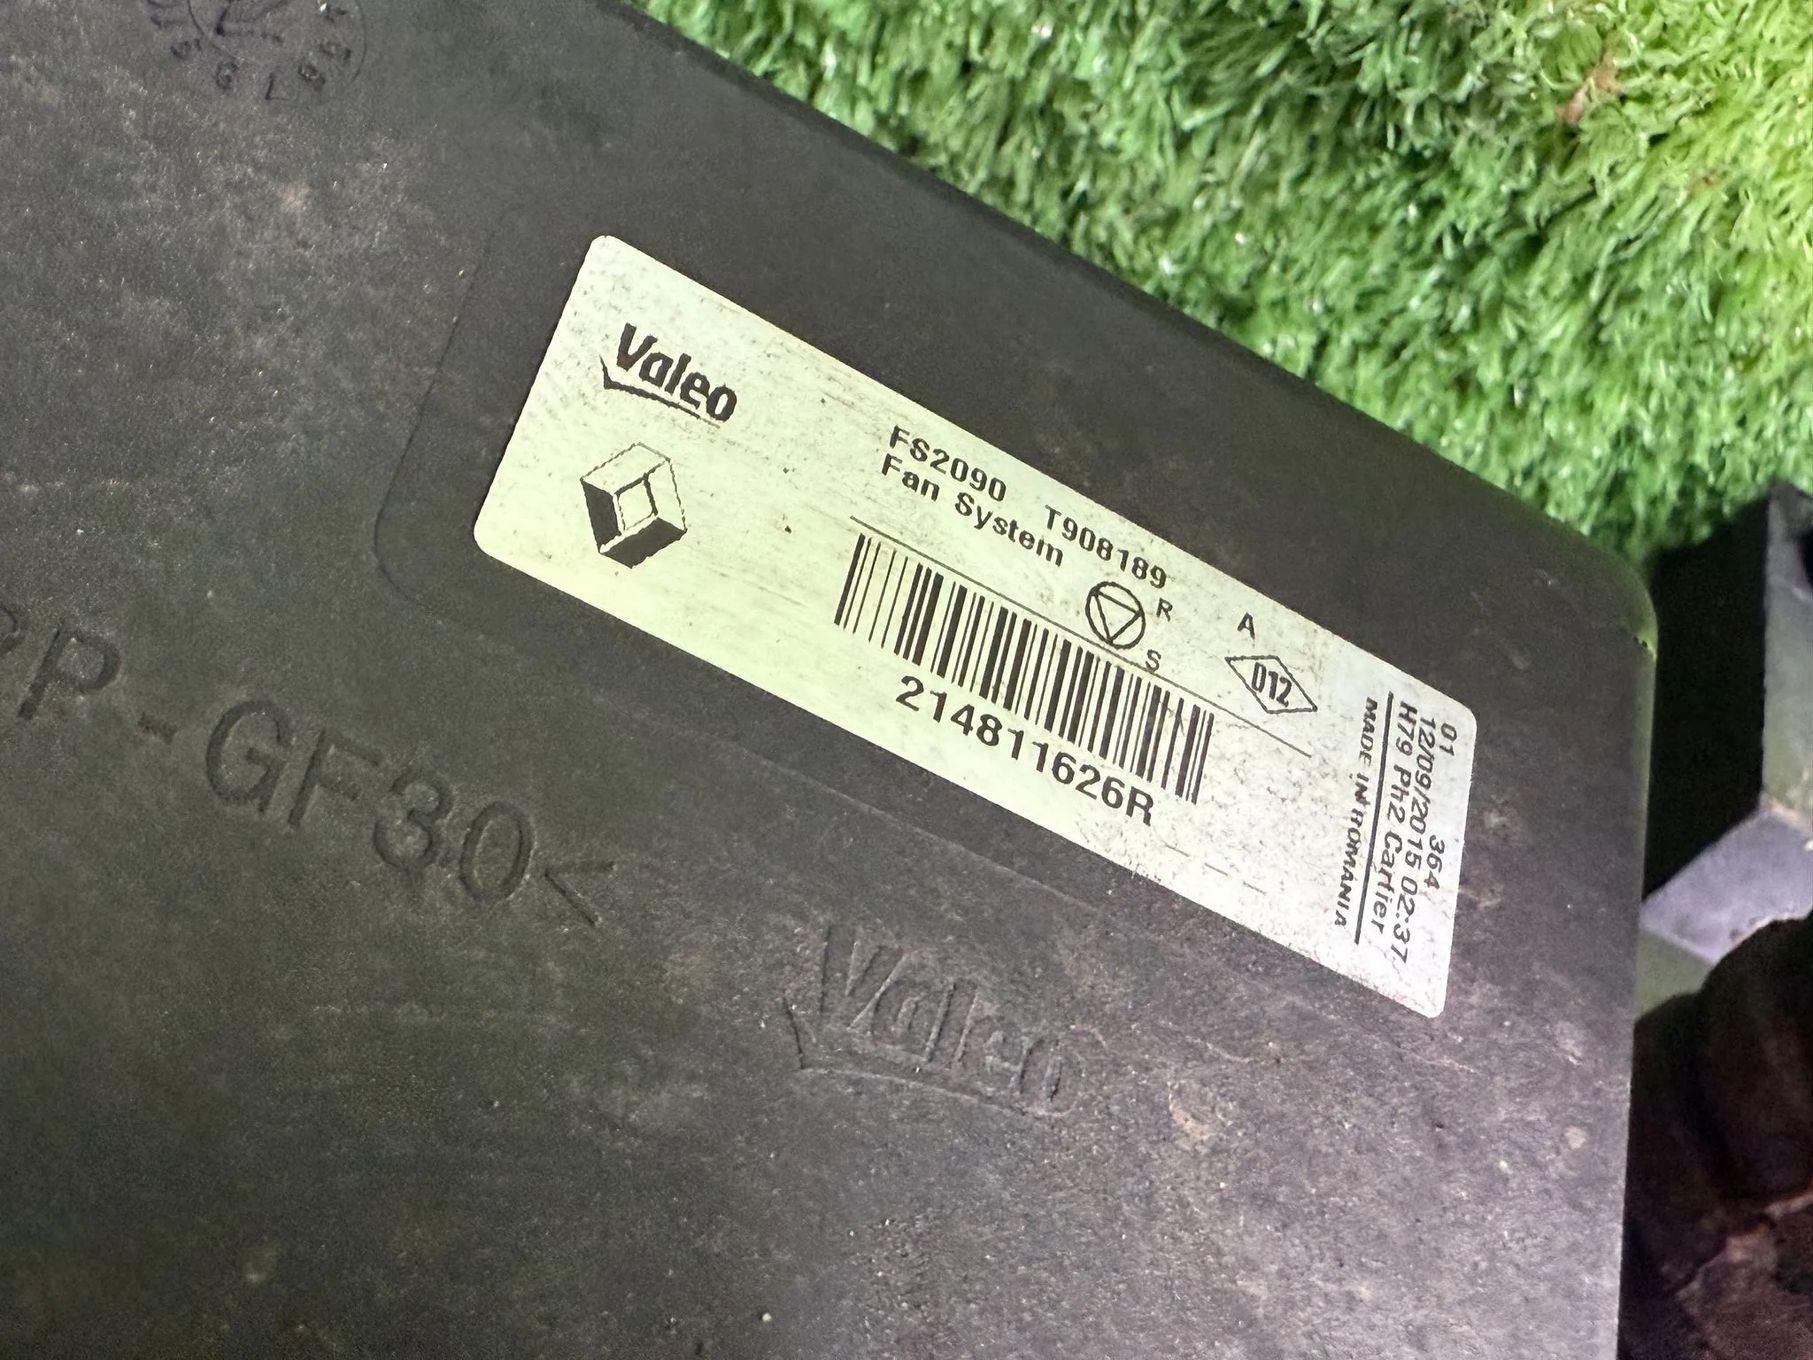 Valeo
FS2090 T908189
Fan System
R
S
A
012
214811626R
01 364
12/09/2015 02:37
H79 Ph2 Cartier
MADE IN ROMANIA
-GF30<
Valeo